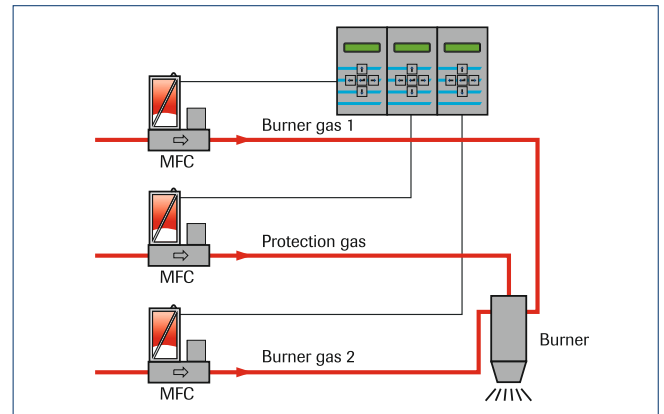 Burner gas 1
MFC
Protection gas
MFC
Burner
Burner gas 2
MFC